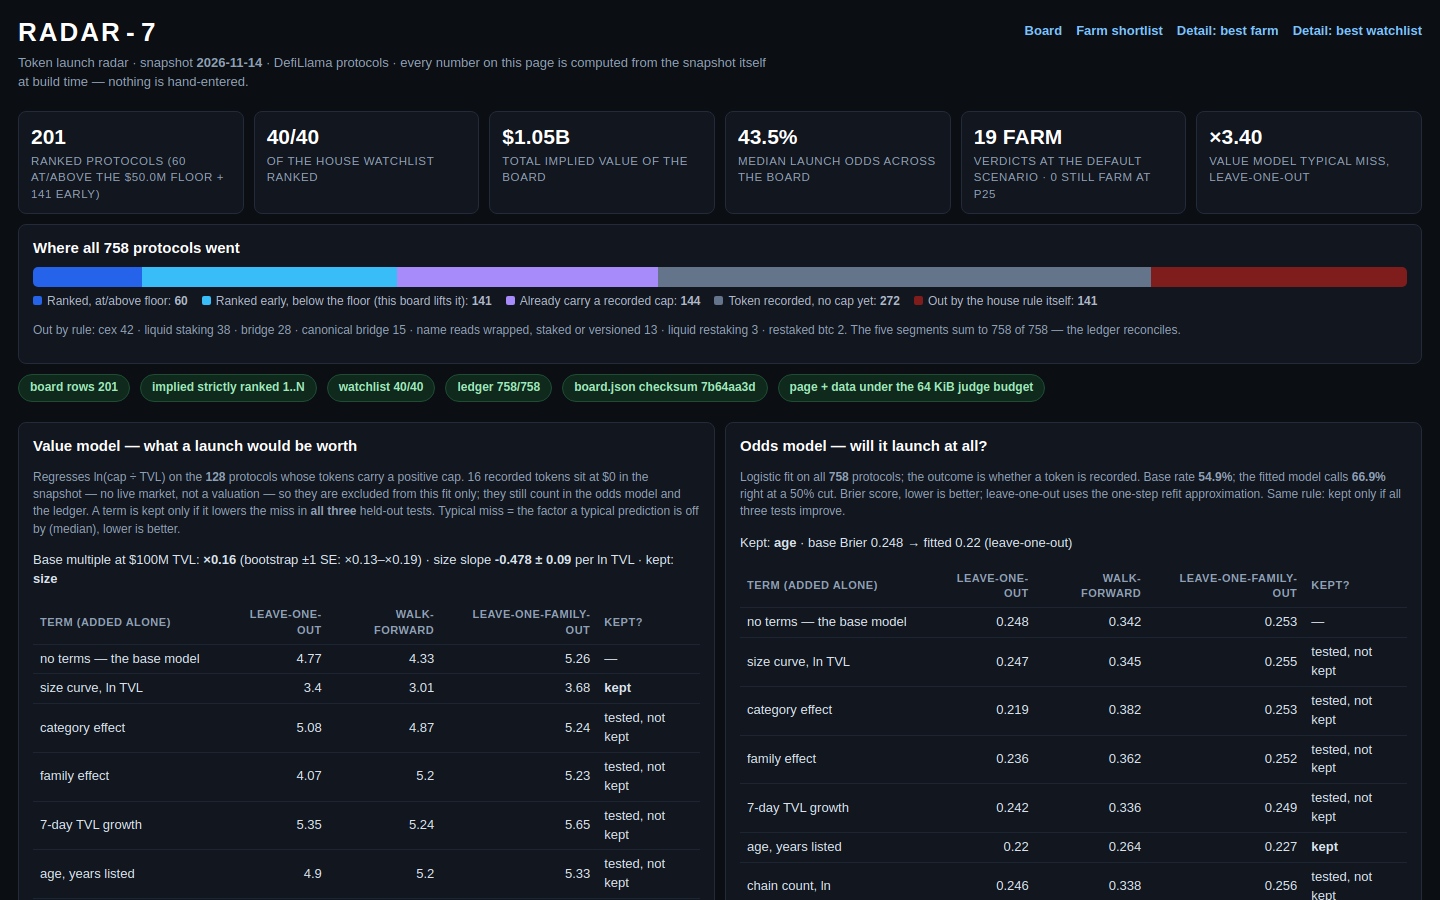 RADAR - 7
Board Farm shortlist Detail: best farm Detail: best watchlist
Token launch radar · snapshot 2026-11-14 · DefiLlama protocols · every number on this page is computed from the snapshot itself
at build time — nothing is hand-entered.
201
RANKED PROTOCOLS (60
AT/ABOVE THE $50.0M FLOOR +
141 EARLY)
40/40
OF THE HOUSE WATCHLIST
RANKED
$1.05B
TOTAL IMPLIED VALUE OF THE
BOARD
43.5%
MEDIAN LAUNCH ODDS ACROSS
THE BOARD
19 FARM
VERDICTS AT THE DEFAULT
SCENARIO · 0 STILL FARM AT
P25
×3.40
VALUE MODEL TYPICAL MISS,
LEAVE-ONE-OUT
Where all 758 protocols went
Ranked, at/above floor: 60 Ranked early, below the floor (this board lifts it): 141 Already carry a recorded cap: 144 Token recorded, no cap yet: 272 Out by the house rule itself: 141
Out by rule: cex 42 · liquid staking 38 · bridge 28 · canonical bridge 15 · name reads wrapped, staked or versioned 13 · liquid restaking 3 · restaked btc 2. The five segments sum to 758 of 758 — the ledger reconciles.
board rows 201 implied strictly ranked 1..N watchlist 40/40 ledger 758/758 board.json checksum 7b64aa3d page + data under the 64 KiB judge budget
Value model — what a launch would be worth
Regresses ln(cap ÷ TVL) on the 128 protocols whose tokens carry a positive cap. 16 recorded tokens sit at $0 in the
snapshot — no live market, not a valuation — so they are excluded from this fit only; they still count in the odds model and
the ledger. A term is kept only if it lowers the miss in all three held-out tests. Typical miss = the factor a typical prediction is off
by (median), lower is better.
Base multiple at $100M TVL: ×0.16 (bootstrap ±1 SE: ×0.13–×0.19) · size slope -0.478 ± 0.09 per ln TVL · kept:
size
TERM (ADDED ALONE) LEAVE-ONE-OUT WALK-FORWARD LEAVE-ONE-FAMILY-OUT KEPT?
no terms — the base model 4.77 4.33 5.26 —
size curve, ln TVL 3.4 3.01 3.68 kept
category effect 5.08 4.87 5.24 tested, not kept
family effect 4.07 5.2 5.23 tested, not kept
7-day TVL growth 5.35 5.24 5.65 tested, not kept
age, years listed 4.9 5.2 5.33 tested, not kept
Odds model — will it launch at all?
Logistic fit on all 758 protocols; the outcome is whether a token is recorded. Base rate 54.9%; the fitted model calls 66.9%
right at a 50% cut. Brier score, lower is better; leave-one-out uses the one-step refit approximation. Same rule: kept only if all
three tests improve.
Kept: age · base Brier 0.248 → fitted 0.22 (leave-one-out)
TERM (ADDED ALONE) LEAVE-ONE-OUT WALK-FORWARD LEAVE-ONE-FAMILY-OUT KEPT?
no terms — the base model 0.248 0.342 0.253 —
size curve, ln TVL 0.247 0.345 0.255 tested, not kept
category effect 0.219 0.382 0.253 tested, not kept
family effect 0.236 0.362 0.252 tested, not kept
7-day TVL growth 0.242 0.336 0.249 tested, not kept
age, years listed 0.22 0.264 0.227 kept
chain count, ln 0.246 0.338 0.256 tested, not kept